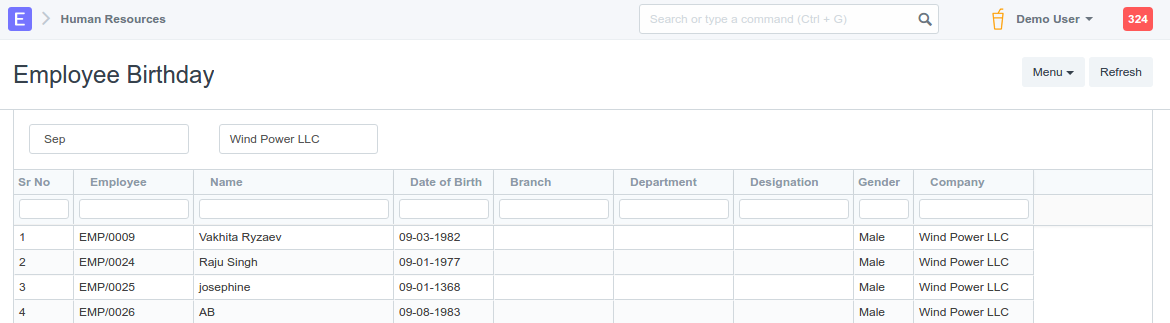 E Human Resources Search or type a command (Ctrl + G) Demo User 324
Employee Birthday Menu Refresh
Sep Wind Power LLC
Sr No Employee Name Date of Birth Branch Department Designation Gender Company
1 EMP/0009 Vakhita Ryzaev 09-03-1982 Male Wind Power LLC
2 EMP/0024 Raju Singh 09-01-1977 Male Wind Power LLC
3 EMP/0025 josephine 09-01-1368 Male Wind Power LLC
4 EMP/0026 AB 09-08-1983 Male Wind Power LLC